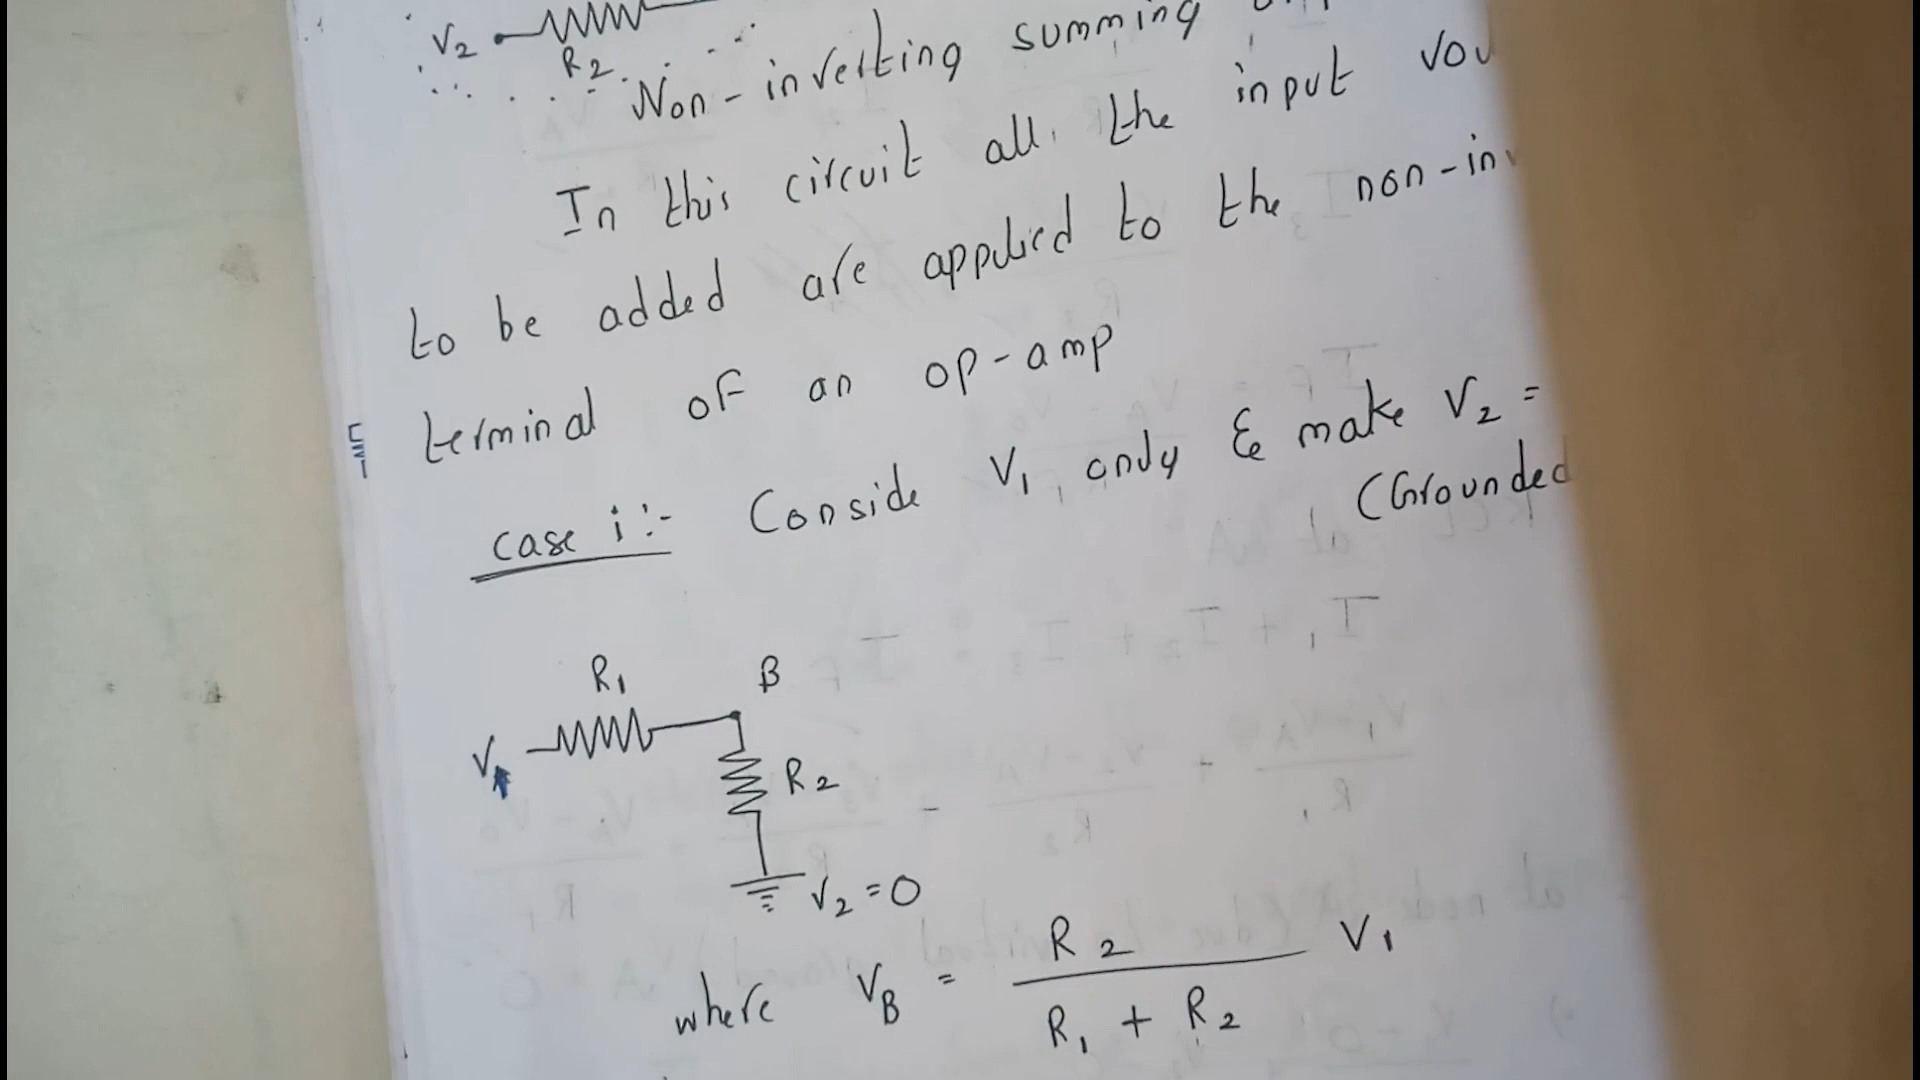 V2
R2
Non-inverting summing
In this circuit all the input
to be added are applied to the non-in
terminal of an op-amp
case i :- Conside V1 only & make V2 =
(Grounded
R1 B
V
R2
V2 = 0
where VB = R2 / R1 + R2 V1